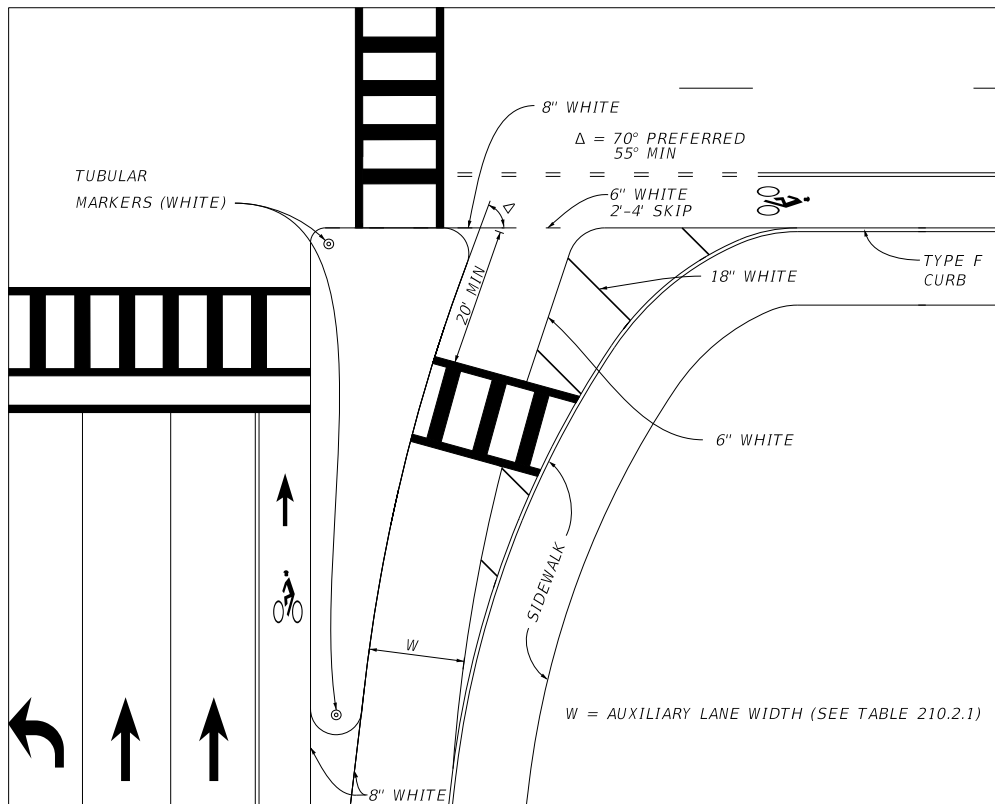 8" WHITE
Δ = 70° PREFERRED
55° MIN
TUBULAR
MARKERS (WHITE)
6" WHITE
2'-4' SKIP
Δ
TYPE F
CURB
18" WHITE
20' MIN
6" WHITE
SIDEWALK
W
W = AUXILIARY LANE WIDTH (SEE TABLE 210.2.1)
8" WHITE